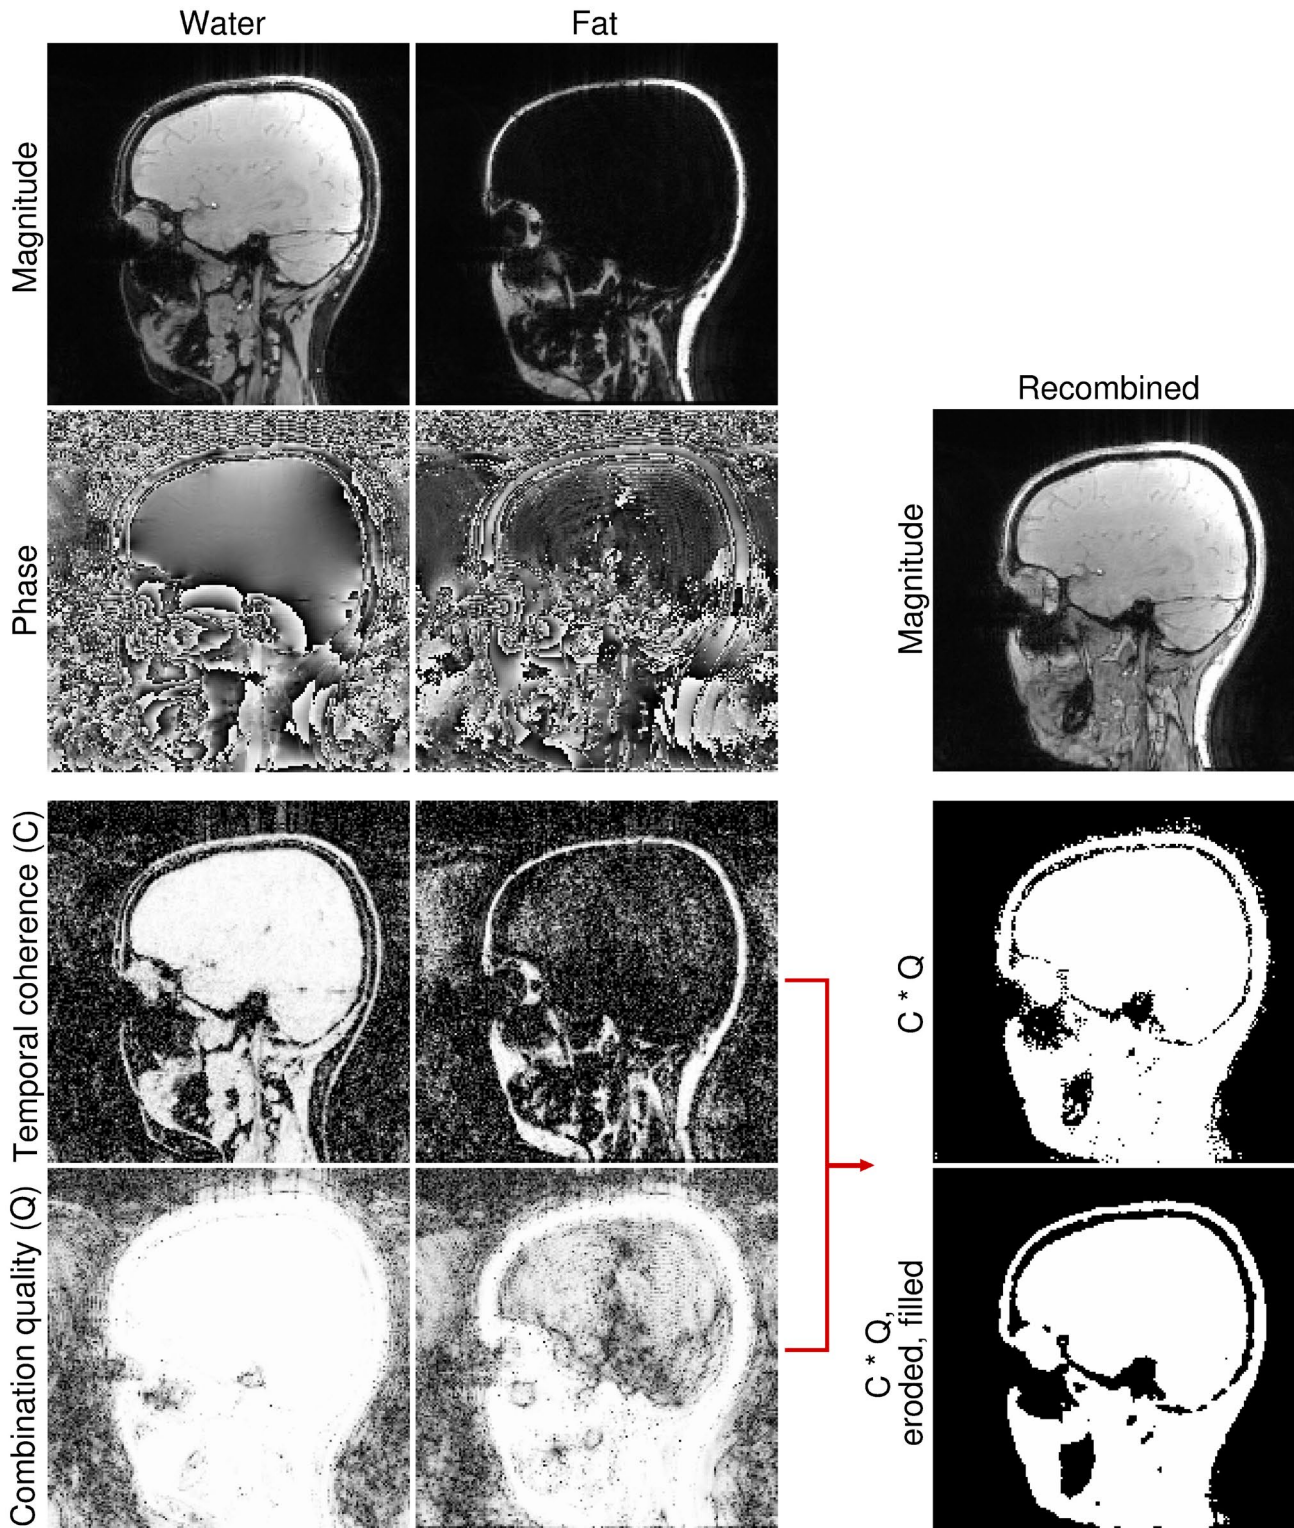 Water
Fat
Magnitude
Phase
Recombined
Magnitude
Temporal coherence (C)
C * Q
Combination quality (Q)
C * Q,
eroded, filled